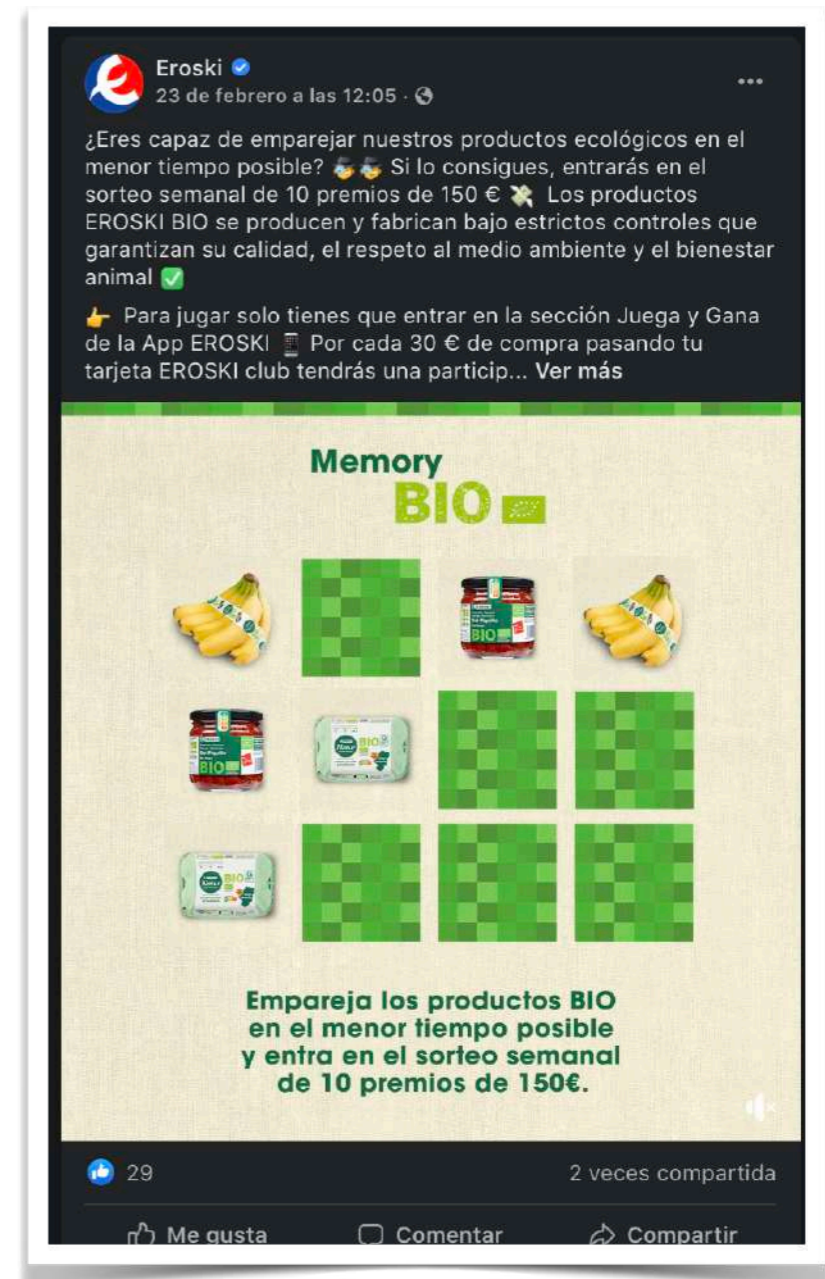 Eroski
23 de febrero a las 12:05 ·
¿Eres capaz de emparejar nuestros productos ecológicos en el
menor tiempo posible? Si lo consigues, entrarás en el
sorteo semanal de 10 premios de 150 € Los productos
EROSKI BIO se producen y fabrican bajo estrictos controles que
garantizan su calidad, el respeto al medio ambiente y el bienestar
animal
Para jugar solo tienes que entrar en la sección Juega y Gana
de la App EROSKI Por cada 30 € de compra pasando tu
tarjeta EROSKI club tendrás una particip... Ver más
Memory
BIO
BIO
BIO
BIO
BIO
Empareja los productos BIO
en el menor tiempo posible
y entra en el sorteo semanal
de 10 premios de 150€.
29
2 veces compartida
Me gusta
Comentar
Compartir